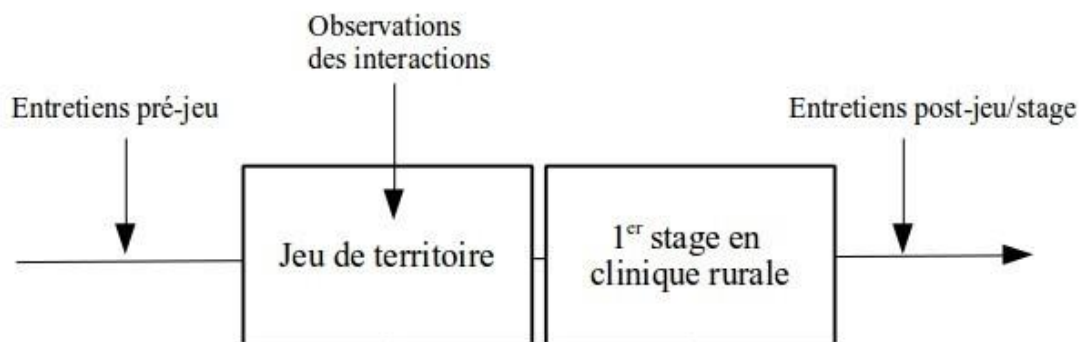 Observations
des interactions
Entretiens pré-jeu
Entretiens post-jeu/stage
Jeu de territoire
1er stage en
clinique rurale